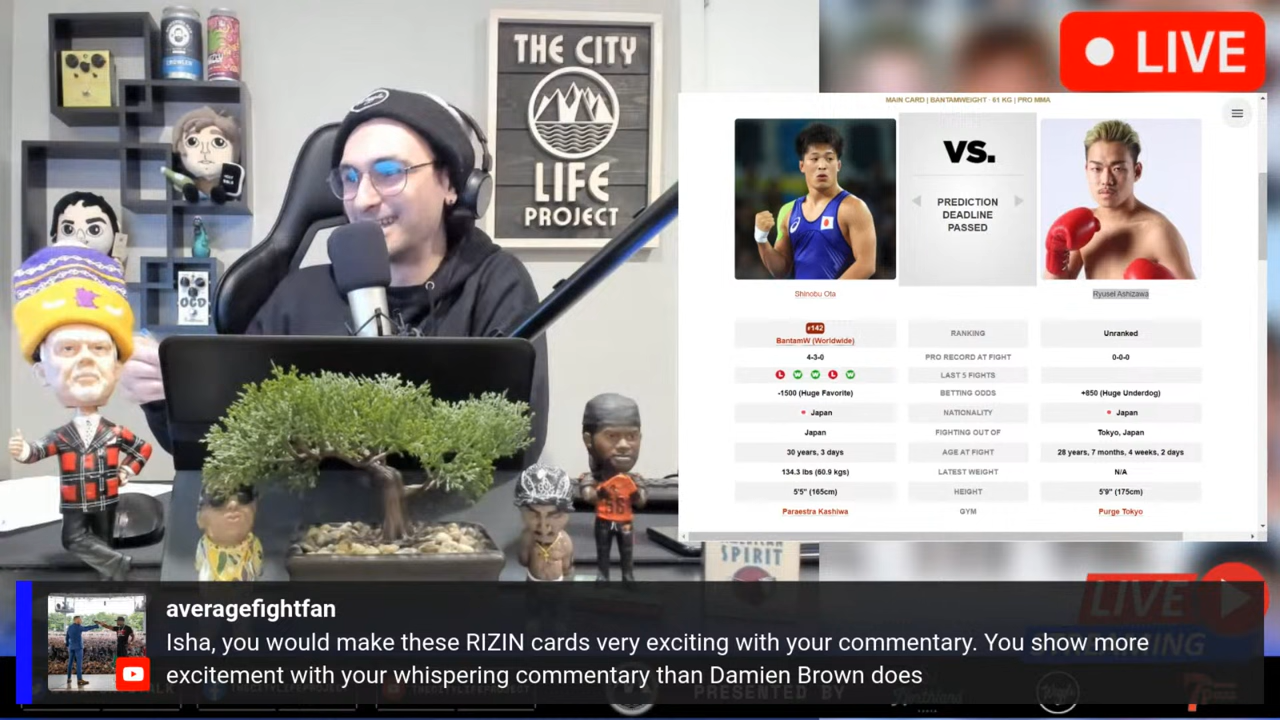 THE CITY
LIFE
PROJECT
LIVE
MAIN CARD | BANTAMWEIGHT · 61 KG | PRO MMA
VS.
PREDICTION
DEADLINE
PASSED
Shinobu Ota
Ryusei Ashizawa
#142
BantamW (Worldwide)
RANKING
Unranked
4-3-0
PRO RECORD AT FIGHT
0-0-0
L W W L W
LAST 5 FIGHTS
-1500 (Huge Favorite)
BETTING ODDS
+850 (Huge Underdog)
Japan
NATIONALITY
Japan
Japan
FIGHTING OUT OF
Tokyo, Japan
30 years, 3 days
AGE AT FIGHT
28 years, 7 months, 4 weeks, 2 days
134.3 lbs (60.9 kgs)
LATEST WEIGHT
N/A
5'5" (165cm)
HEIGHT
5'9" (175cm)
Paraestra Kashiwa
GYM
Purge Tokyo
OCD
SPIRIT
LIVE
STREAMING
averagefightfan
Isha, you would make these RIZIN cards very exciting with your commentary. You show more
excitement with your whispering commentary than Damien Brown does
PRESENTED BY